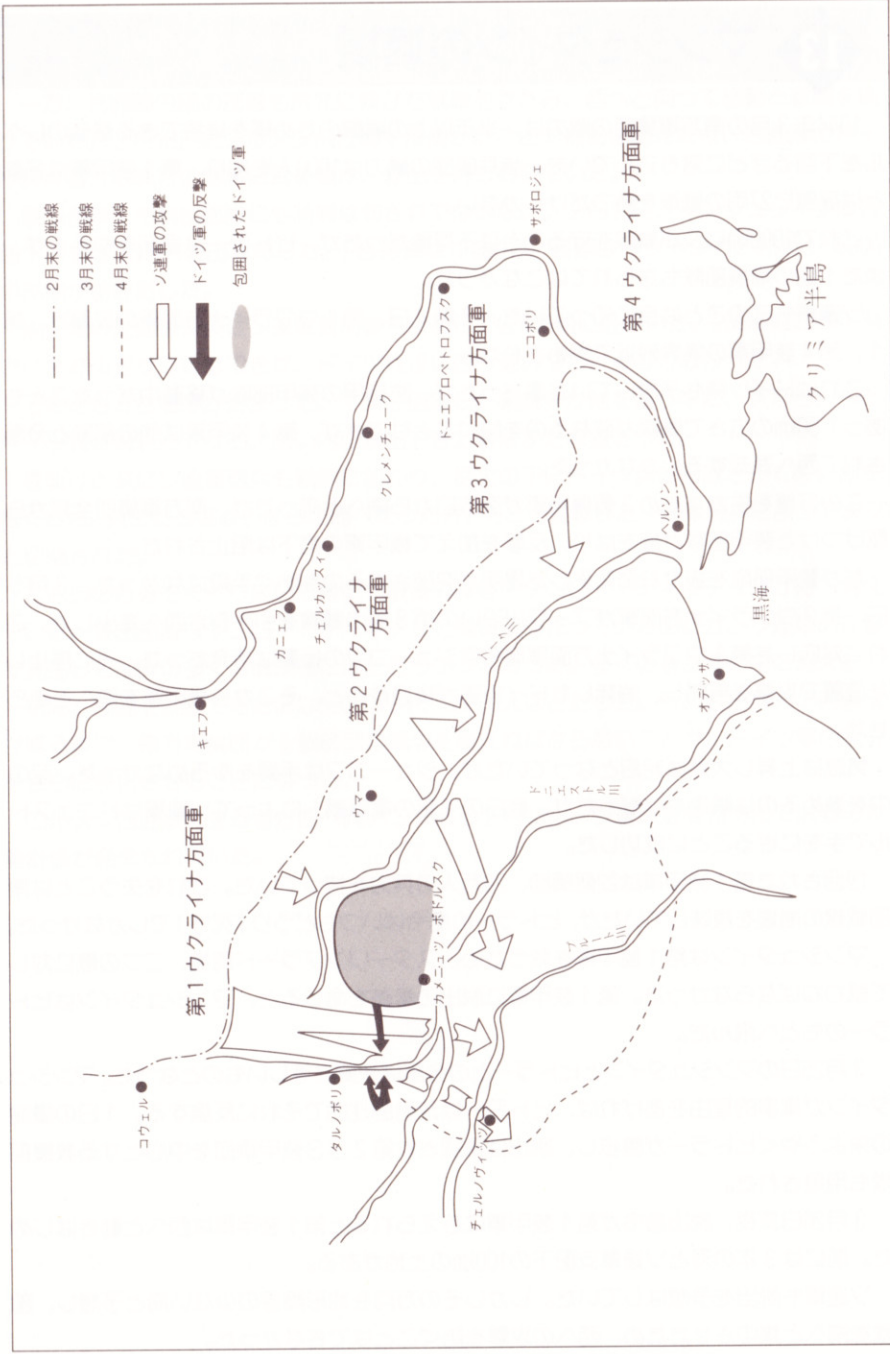 2月末の戦線
3月末の戦線
4月末の戦線
ソ連軍の攻撃
ドイツ軍の反撃
包囲されたドイツ軍
第1ウクライナ方面軍
コウェル
タルノポリ
チェルノヴィッツ
カメニュッツ・ポドルスク
キエフ
カニェフ
チェルカッスィ
ウマーニ
第2ウクライナ
方面軍
クレメンチューク
ドニエプロペトロフスク
サポロジェ
第3ウクライナ方面軍
ニコポリ
第4ウクライナ方面軍
ブーク川
ドニエストル川
プルート川
ヘルソン
オデッサ
黒海
クリミア半島